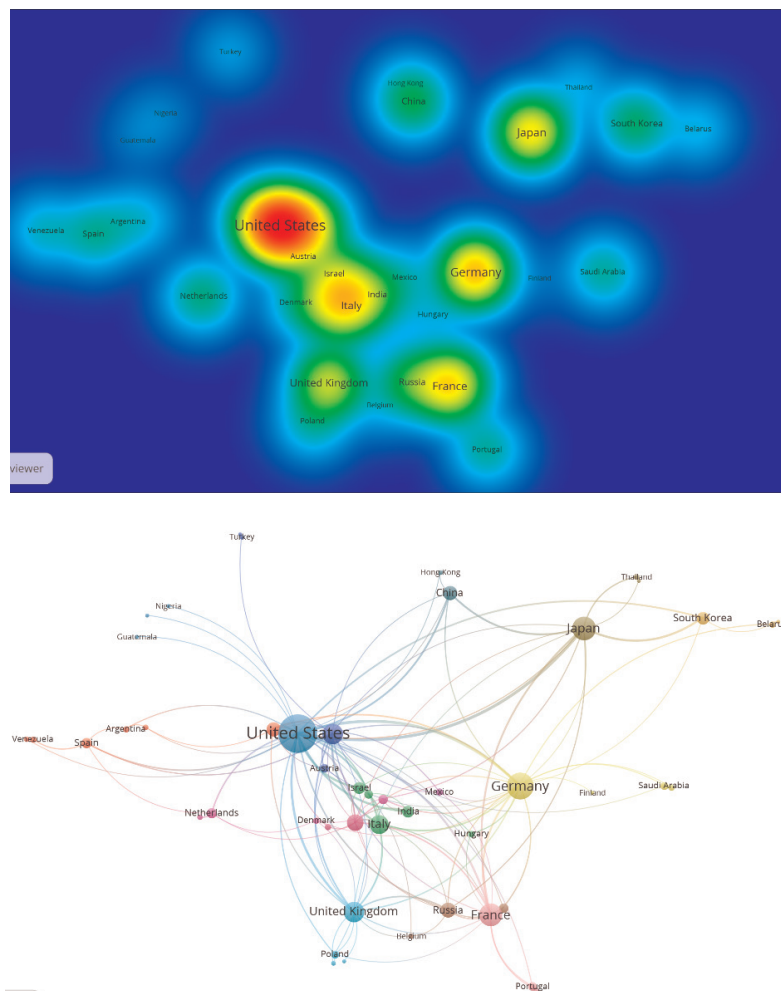 Turkey
Hong Kong
Thailand
China
Nigeria
South Korea
Belarus
Japan
Guatemala
Argentina
United States
Venezuela
Spain
Austria
Israel
Germany
Saudi Arabia
Mexico
Finland
Netherlands
Denmark
India
Italy
Hungary
United Kingdom
Russia
France
Belgium
Poland
Portugal
viewer
Turkey
Hong Kong
Thailand
China
Nigeria
South Korea
Belar
Japan
Guatemala
Argentina
United States
Venezuela
Spain
Austria
Israel
Germany
Saudi Arabia
Mexico
Finland
Netherlands
India
Denmark
Italy
Hungary
United Kingdom
Russia
France
Belgium
Poland
Portugal